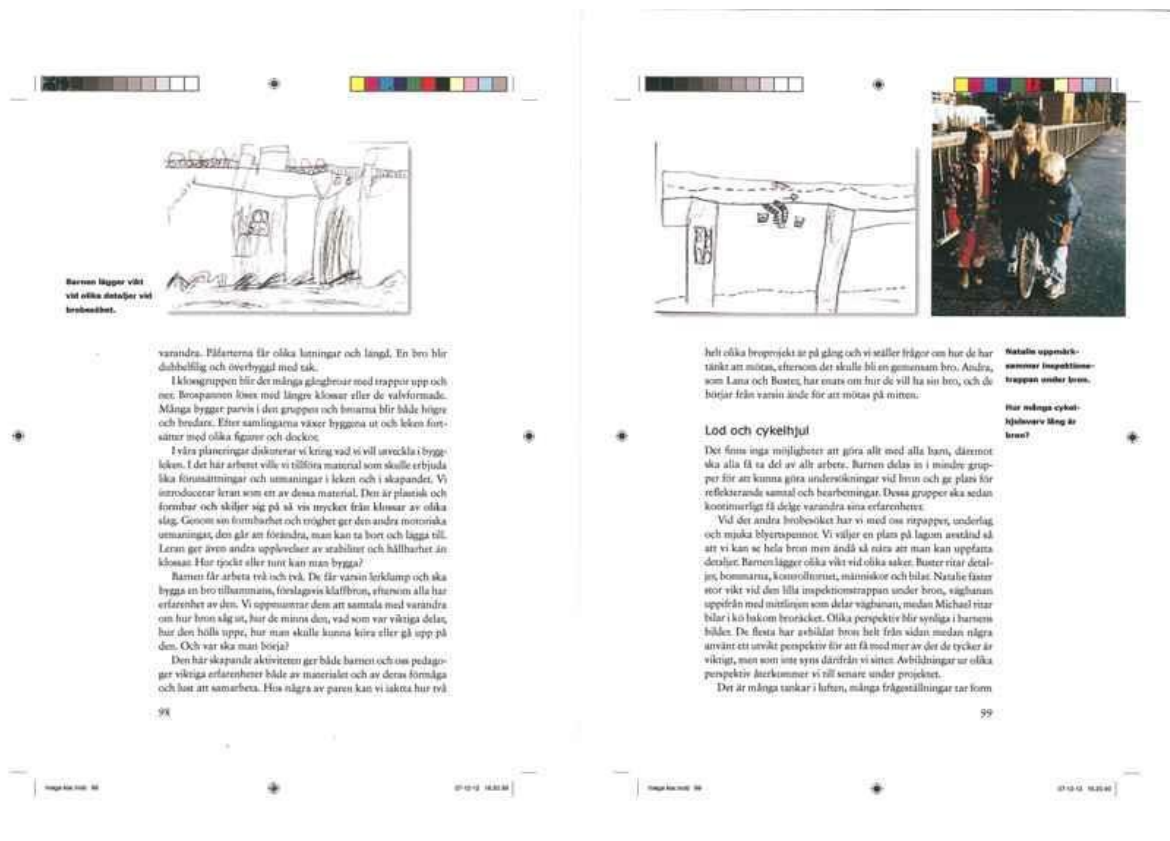 Barnen lägger vikt
vid olika detaljer vid
brobesöket.
varandra. Påfarterna får olika lutningar och längd. En bro blir
dubbelfilig och överbyggd med tak.
I klossgruppen blir det många gångbroar med trappor upp och
ner. Brospannen löses med längre klossar eller de valvformade.
Många bygger parvis i den gruppen och broarna blir både högre
och bredare. Efter samlingarna växer byggena ut och leken fort-
sätter med olika figurer och dockor.
I våra planeringar diskuterar vi kring vad vi vill utveckla i bygg-
leken. I det här arbetet ville vi tillföra material som skulle erbjuda
lika förutsättningar och utmaningar i leken och i skapandet. Vi
introducerar leran som ett av dessa material. Den är plastisk och
formbar och skiljer sig på så vis mycket från klossar av olika
slag. Genom sin formbarhet och tröghet ger den andra motoriska
utmaningar, den går att förändra, man kan ta bort och lägga till.
Leran ger även andra upplevelser av stabilitet och hållbarhet än
klossar. Hur tjockt eller tunt kan man bygga?
Barnen får arbeta två och två. De får varsin lerklump och ska
bygga en bro tillsammans, förslagsvis klaffbron, eftersom alla har
erfarenhet av den. Vi uppmuntrar dem att samtala med varandra
om hur bron såg ut, hur de minns den, vad som var viktiga delar,
hur den hölls uppe, hur man skulle kunna köra eller gå upp på
den. Och var ska man börja?
Den här skapande aktiviteten ger både barnen och oss pedago-
ger viktiga erfarenheter både av materialet och av deras förmåga
och lust att samarbeta. Hos några av paren kan vi iaktta hur två
98
helt olika broprojekt är på gång och vi ställer frågor om hur de har
tänkt att mötas, eftersom det skulle bli en gemensam bro. Andra,
som Lana och Buster, har enats om hur de vill ha sin bro, och de
börjar från varsin ände för att mötas på mitten.
Lod och cykelhjul
Det finns inga möjligheter att göra allt med alla barn, däremot
ska alla få ta del av allt arbete. Barnen delas in i mindre grup-
per för att kunna göra undersökningar vid bron och ge plats för
reflekterande samtal och bearbetningar. Dessa grupper ska sedan
kontinuerligt få delge varandra sina erfarenheter.
Vid det andra brobesöket har vi med oss ritpapper, underlag
och mjuka blyertspennor. Vi väljer en plats på lagom avstånd så
att vi kan se hela bron men ändå så nära att man kan uppfatta
detaljer. Barnen lägger olika vikt vid olika saker. Buster ritar detal-
jer, bommarna, kontrolltornet, människor och bilar. Natalie fäster
stor vikt vid den lilla inspektionstrappan under bron, vägbanan
uppifrån med mittlinjen som delar vägbanan, medan Michael ritar
bilar i kö bakom broräcket. Olika perspektiv blir synliga i barnens
bilder. De flesta har avbildat bron helt från sidan medan några
använt ett utvikt perspektiv för att få med mer av det de tycker är
viktigt, men som inte syns därifrån vi sitter. Avbildningar ur olika
perspektiv återkommer vi till senare under projektet.
Det är många tankar i luften, många frågeställningar tar form
99
Natalie uppmärk-
sammar inspektions-
trappan under bron.
Hur många cykel-
hjulsvarv lång är
bron?